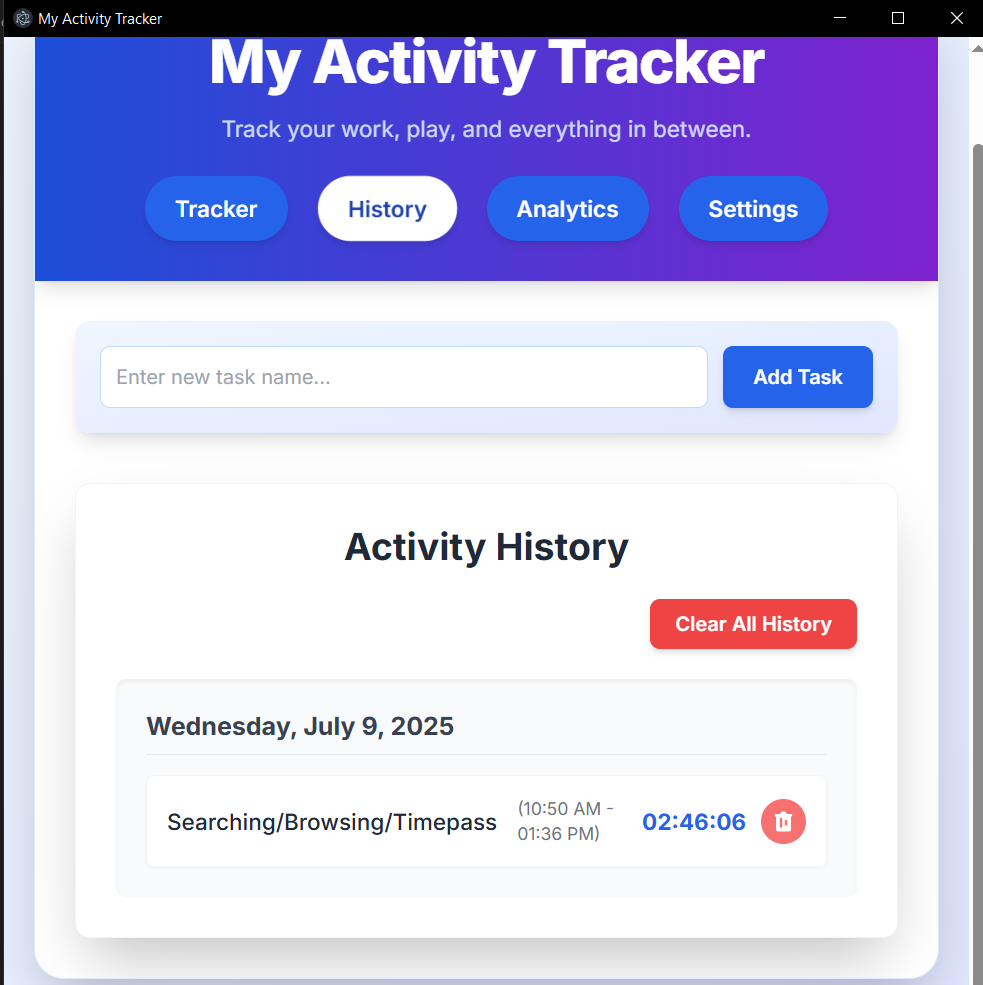 My Activity Tracker
My Activity Tracker
Track your work, play, and everything in between.
Tracker
History
Analytics
Settings
Enter new task name...
Add Task
Activity History
Clear All History
Wednesday, July 9, 2025
Searching/Browsing/Timepass
(10:50 AM -
01:36 PM)
02:46:06